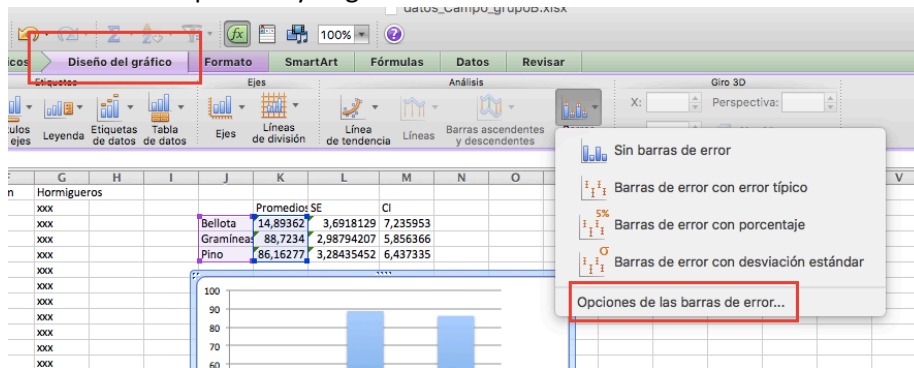 datos_Campo_grupoB.xlsx
fx 100% ?
icos Diseño del gráfico Formato SmartArt Fórmulas Datos Revisar
Etiquetas Ejes Análisis Giro 3D
X: Perspectiva:
Leyenda Etiquetas de datos Tabla de datos Ejes Líneas de división Línea de tendencia Líneas Barras ascendentes y descendentes
ejes
Sin barras de error
Barras de error con error típico
5%
Barras de error con porcentaje
σ
Barras de error con desviación estándar
Opciones de las barras de error...
G H I J K L M N O V
Hormigueros
xxx Promedios SE CI
xxx Bellota 14,89362 3,6918129 7,235953
xxx Gramíneas 88,7234 2,98794207 5,856366
xxx Pino 86,16277 3,28435452 6,437335
xxx
xxx 100
xxx 90
xxx 80
xxx 70
xxx 60